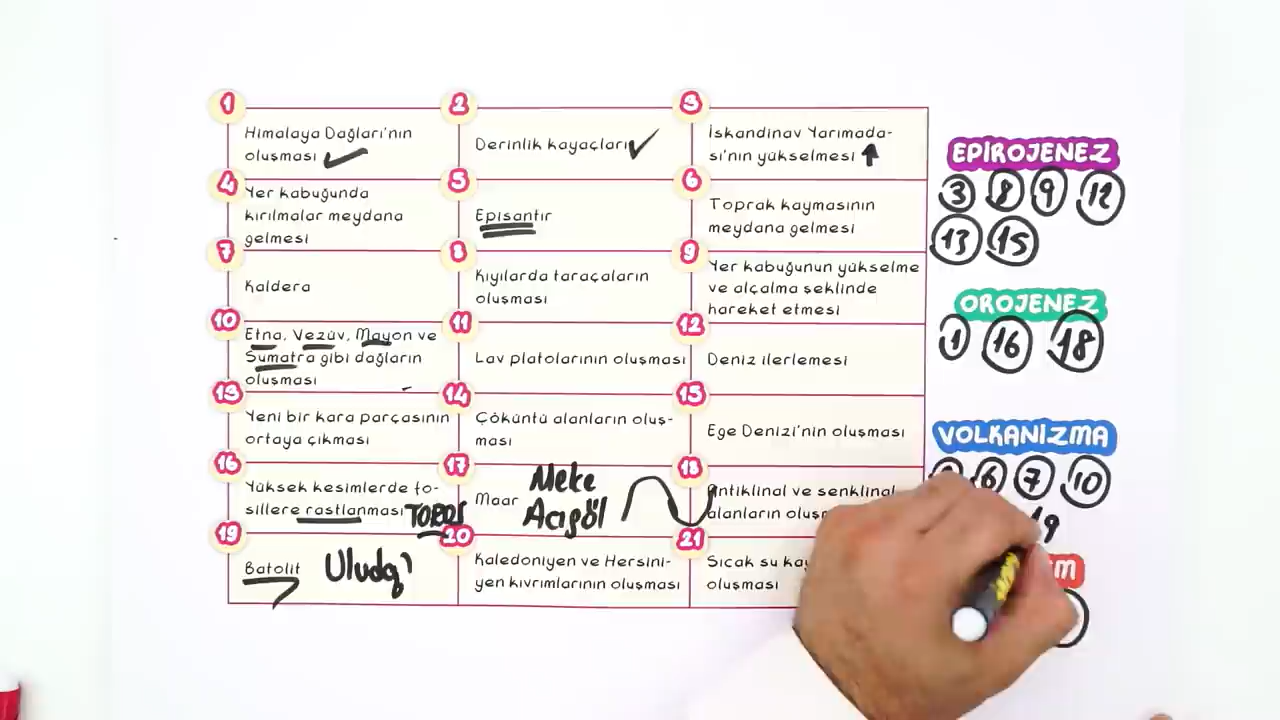 1
Himalaya Dağları'nın
oluşması
2
Derinlik kayaçları
3
İskandinav Yarımada-
sı'nın yükselmesi
4
Yer kabuğunda
kırılmalar meydana
gelmesi
5
Episantır
6
Toprak kaymasının
meydana gelmesi
7
Kaldera
8
Kıyılarda taraçaların
oluşması
9
Yer kabuğunun yükselme
ve alçalma şeklinde
hareket etmesi
10
Etna, Vezüv, Mayon ve
Sumatra gibi dağların
oluşması
11
Lav platolarının oluşması
12
Deniz ilerlemesi
13
Yeni bir kara parçasının
ortaya çıkması
14
Çöküntü alanların oluş-
ması
15
Ege Denizi'nin oluşması
16
Yüksek kesimlerde fo-
sillere rastlanması
TOROS
17
Maar
Meke
Acıgöl
18
Antiklinal ve senklinal
alanların
19
Batolit
Uludağ
20
Kaledoniyen ve Hersini-
yen kıvrımlarının oluşması
21
Sıcak su
oluşması
EPİROJENEZ
3 8 9 12
13 15
OROJENEZ
1 16 18
VOLKANİZMA
6 7 10
19